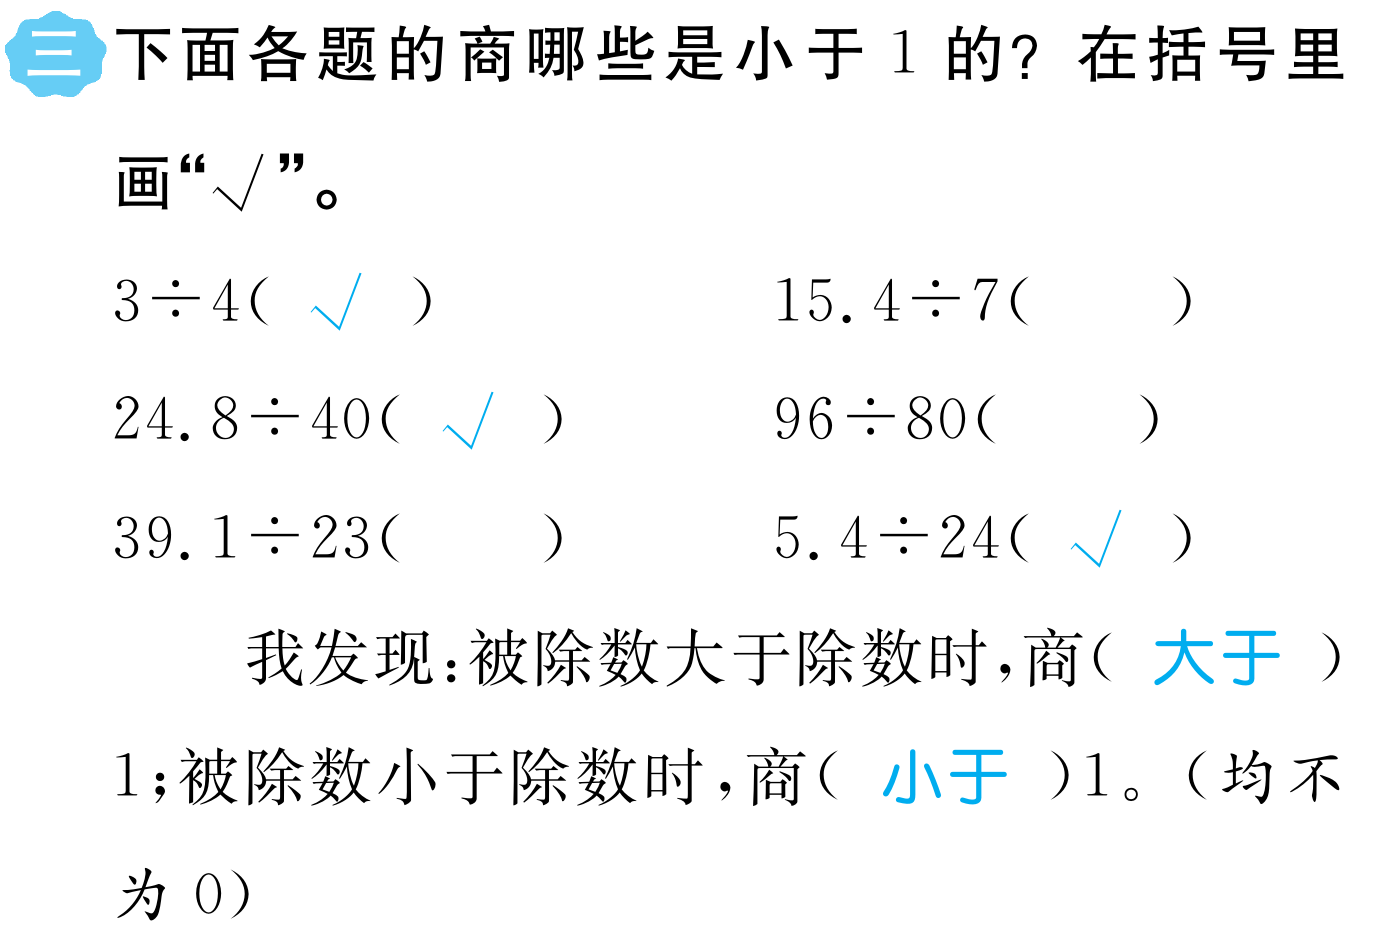 三 下面各题的商哪些是小于 1 的? 在括号里
画“√”。
3÷4( √ ) 15.4÷7( )
24.8÷40( √ ) 96÷80( )
39.1÷23( ) 5.4÷24( √ )
我发现:被除数大于除数时,商( 大于 )
1;被除数小于除数时,商( 小于 )1。(均不
为 0)